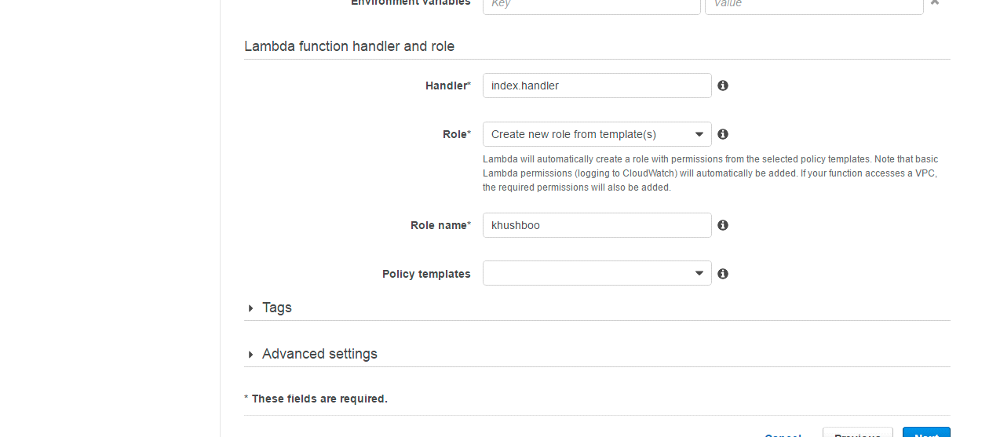 Environment variables Key Value
Lambda function handler and role
Handler* index.handler
Role* Create new role from template(s)
Lambda will automatically create a role with permissions from the selected policy templates. Note that basic
Lambda permissions (logging to CloudWatch) will automatically be added. If your function accesses a VPC,
the required permissions will also be added.
Role name* khushboo
Policy templates
Tags
Advanced settings
* These fields are required.
Cancel Previous Next